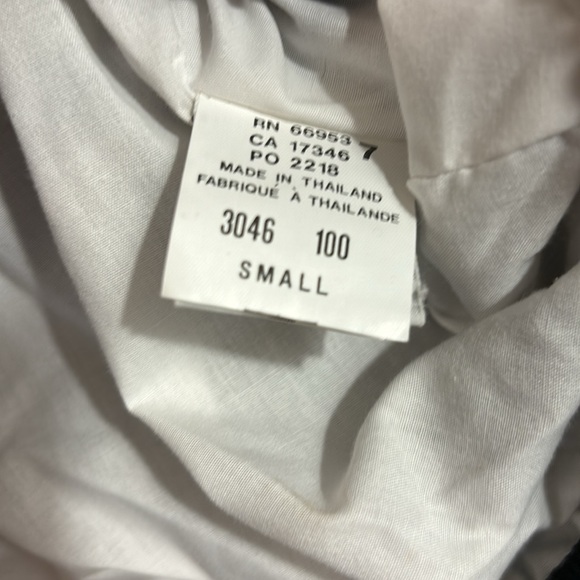 RN 66953
CA 17346 7
PO 2218
MADE IN THAILAND
FABRIQUÉ À THAILANDE
3046 100
SMALL